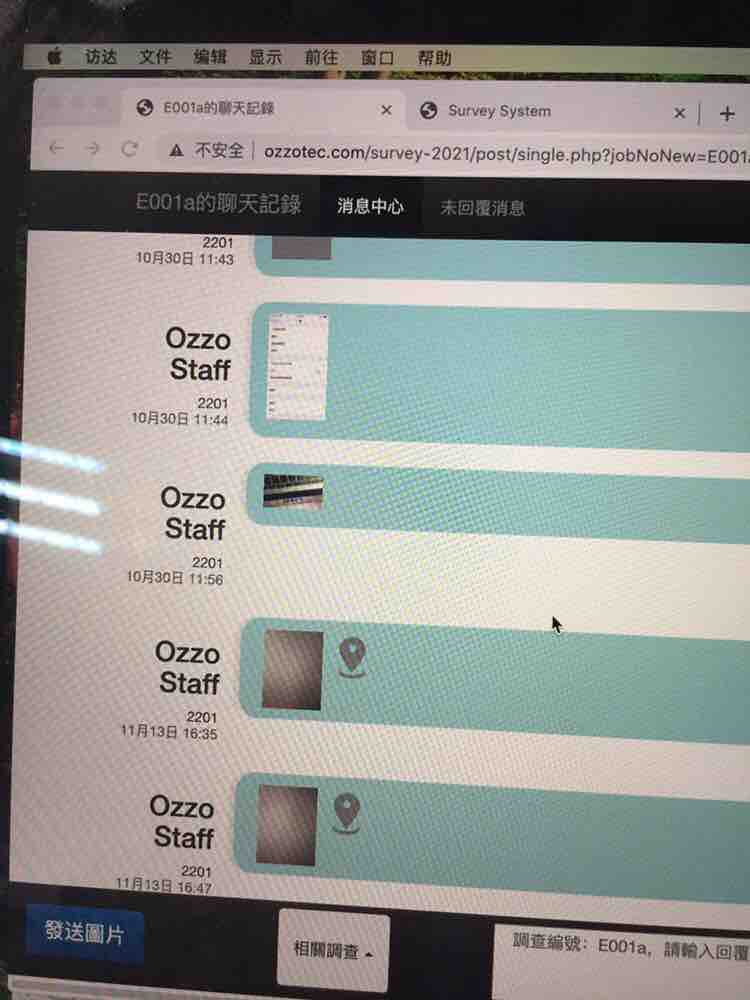 访达 文件 编辑 显示 前往 窗口 帮助
E001a的聊天記錄 × Survey System × +
不安全 ozzotec.com/survey-2021/post/single.php?jobNoNew=E001
E001a的聊天記錄 消息中心 未回覆消息
2201
10月30日 11:43
Ozzo
Staff
2201
10月30日 11:44
Ozzo
Staff
2201
10月30日 11:56
Ozzo
Staff
2201
11月13日 16:35
Ozzo
Staff
2201
11月13日 16:47
發送圖片 相關調查 調查編號：E001a，請輸入回覆